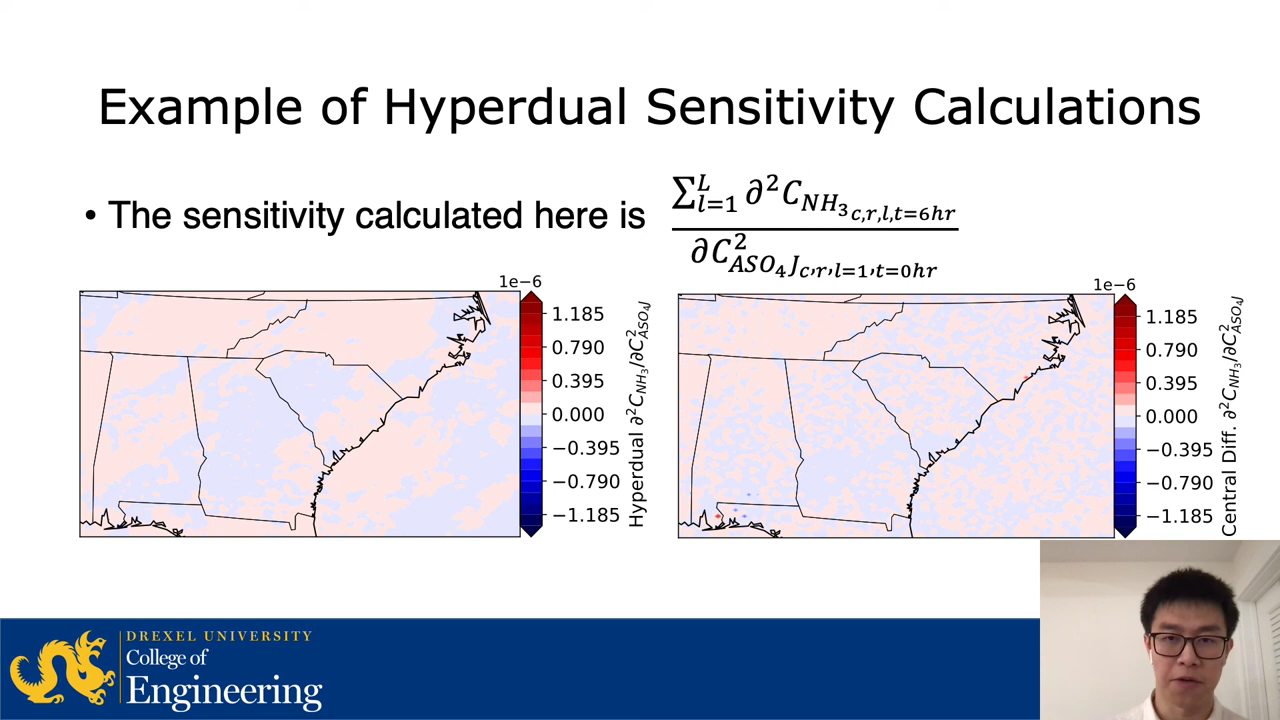 Example of Hyperdual Sensitivity Calculations
• The sensitivity calculated here is
∑_{l=1}^{L} ∂²C_{NH₃ c,r,l,t=6hr}
∂C²_{ASO₄J c,r,l=1,t=0hr}
1e−6
1.185
0.790
0.395
0.000
−0.395
−0.790
−1.185
Hyperdual ∂²C_{NH₃}/∂C²_{ASO₄J}
1e−6
1.185
0.790
0.395
0.000
−0.395
−0.790
−1.185
Central Diff. ∂²C_{NH₃}/∂C²_{ASO₄J}
DREXEL UNIVERSITY
College of
Engineering